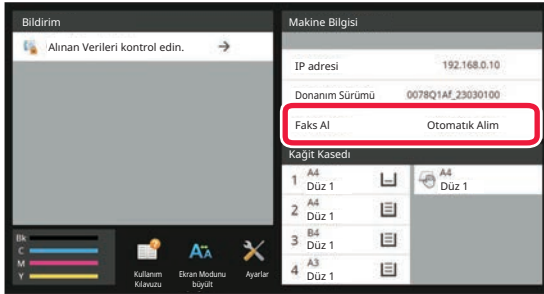 Bildirim
Alınan Verileri kontrol edin.
Makine Bilgisi
IP adresi 192.168.0.10
Donanım Sürümü 0078Q1Af_23030100
Faks Al Otomatık Alim
Kağit Kasedı
1 A4 Düz 1
A4 Düz 1
2 A4 Düz 1
3 B4 Düz 1
4 A3 Düz 1
Bk
C
M
Y
Kullanım Kılavuzu
Ekran Modunu büyült
Ayarlar